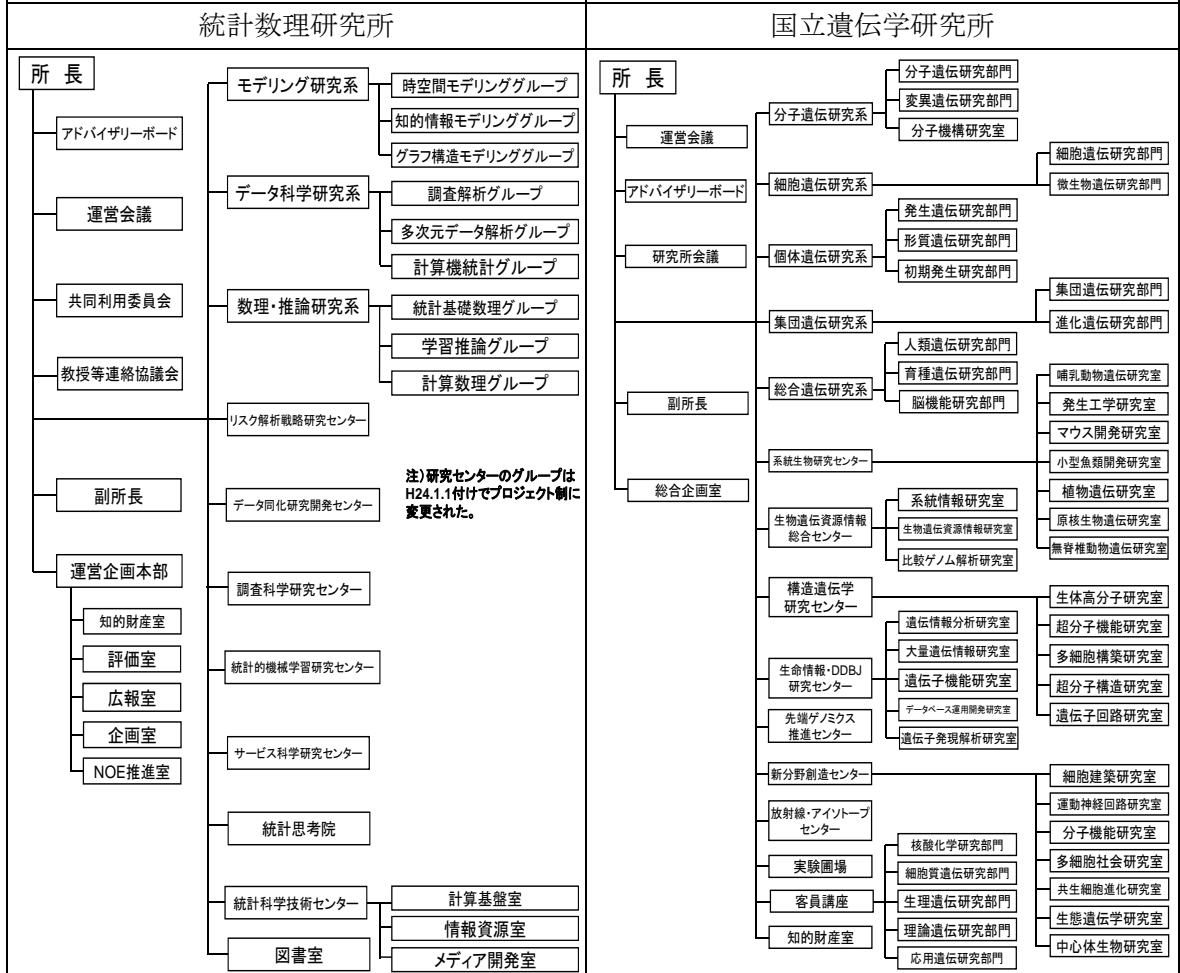 統計数理研究所
所 長
アドバイザリーボード
運営会議
共同利用委員会
教授等連絡協議会
副所長
運営企画本部
知的財産室
評価室
広報室
企画室
NOE推進室
モデリング研究系
時空間モデリンググループ
知的情報モデリンググループ
グラフ構造モデリンググループ
データ科学研究系
調査解析グループ
多次元データ解析グループ
計算機統計グループ
数理・推論研究系
統計基礎数理グループ
学習推論グループ
計算数理グループ
リスク解析戦略研究センター
データ同化研究開発センター
注)研究センターのグループは
H24.1.1付けでプロジェクト制に
変更された。
調査科学研究センター
統計的機械学習研究センター
サービス科学研究センター
統計思考院
統計科学技術センター
計算基盤室
情報資源室
メディア開発室
図書室
国立遺伝学研究所
所 長
運営会議
アドバイザリーボード
研究所会議
副所長
総合企画室
分子遺伝研究系
分子遺伝研究部門
変異遺伝研究部門
分子機構研究室
細胞遺伝研究系
細胞遺伝研究部門
微生物遺伝研究部門
個体遺伝研究系
発生遺伝研究部門
形質遺伝研究部門
初期発生研究部門
集団遺伝研究系
集団遺伝研究部門
進化遺伝研究部門
総合遺伝研究系
人類遺伝研究部門
育種遺伝研究部門
脳機能研究部門
系統生物研究センター
哺乳動物遺伝研究室
発生工学研究室
マウス開発研究室
小型魚類開発研究室
植物遺伝研究室
原核生物遺伝研究室
無脊椎動物遺伝研究室
生物遺伝資源情報
総合センター
系統情報研究室
生物遺伝資源情報研究室
比較ゲノム解析研究室
構造遺伝学
研究センター
生体高分子研究室
超分子機能研究室
多細胞構築研究室
超分子構造研究室
遺伝子回路研究室
生命情報・DDBJ
研究センター
遺伝情報分析研究室
大量遺伝情報研究室
遺伝子機能研究室
データベース運用開発研究室
遺伝子発現解析研究室
先端ゲノミクス
推進センター
新分野創造センター
細胞建築研究室
運動神経回路研究室
分子機能研究室
多細胞社会研究室
共生細胞進化研究室
生態遺伝学研究室
中心体生物研究室
放射線・アイソトープ
センター
実験圃場
客員講座
核酸化学研究部門
細胞質遺伝研究部門
生理遺伝研究部門
理論遺伝研究部門
応用遺伝研究部門
知的財産室